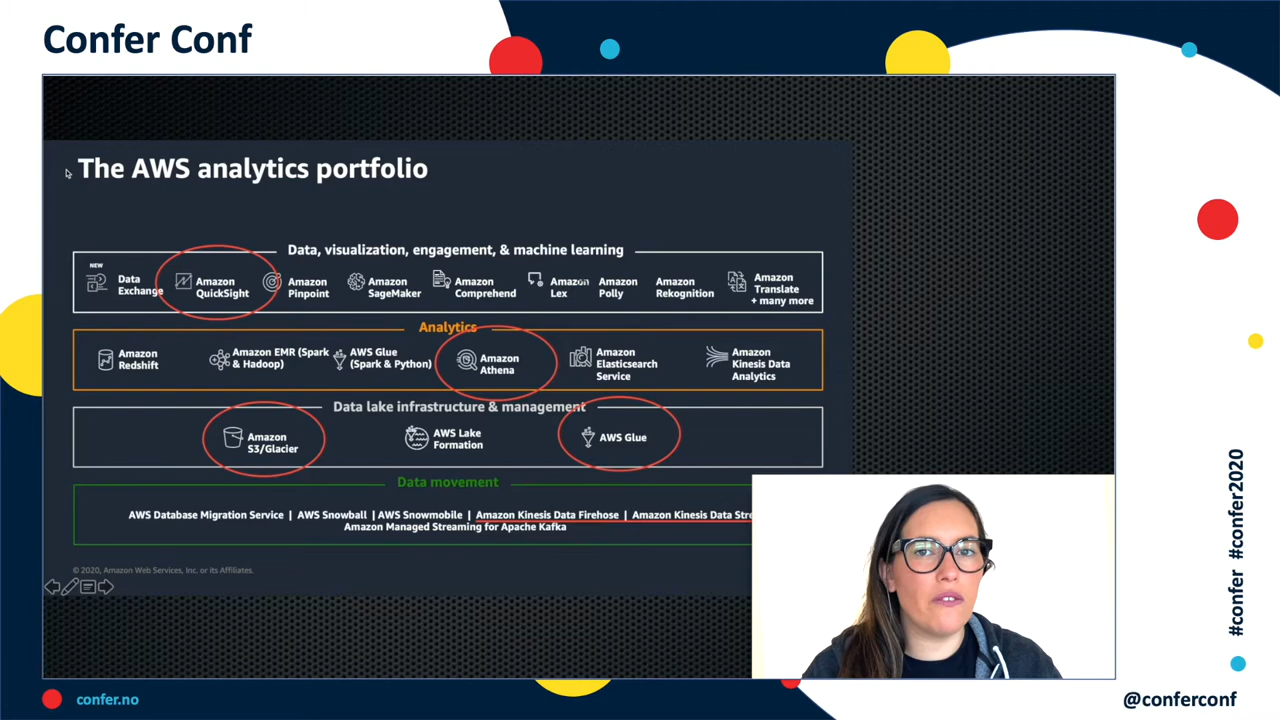 Confer Conf
The AWS analytics portfolio
Data, visualization, engagement, & machine learning
NEW
Data
Exchange
Amazon
QuickSight
Amazon
Pinpoint
Amazon
SageMaker
Amazon
Comprehend
Amazon
Lex
Amazon
Polly
Amazon
Rekognition
Amazon
Translate
+ many more
Analytics
Amazon
Redshift
Amazon EMR (Spark
& Hadoop)
AWS Glue
(Spark & Python)
Amazon
Athena
Amazon
Elasticsearch
Service
Amazon
Kinesis Data
Analytics
Data lake infrastructure & management
Amazon
S3/Glacier
AWS Lake
Formation
AWS Glue
Data movement
AWS Database Migration Service | AWS Snowball | AWS Snowmobile | Amazon Kinesis Data Firehose | Amazon Kinesis Data Stre
Amazon Managed Streaming for Apache Kafka
© 2020, Amazon Web Services, Inc. or its Affiliates.
#confer #confer2020
confer.no
@conferconf